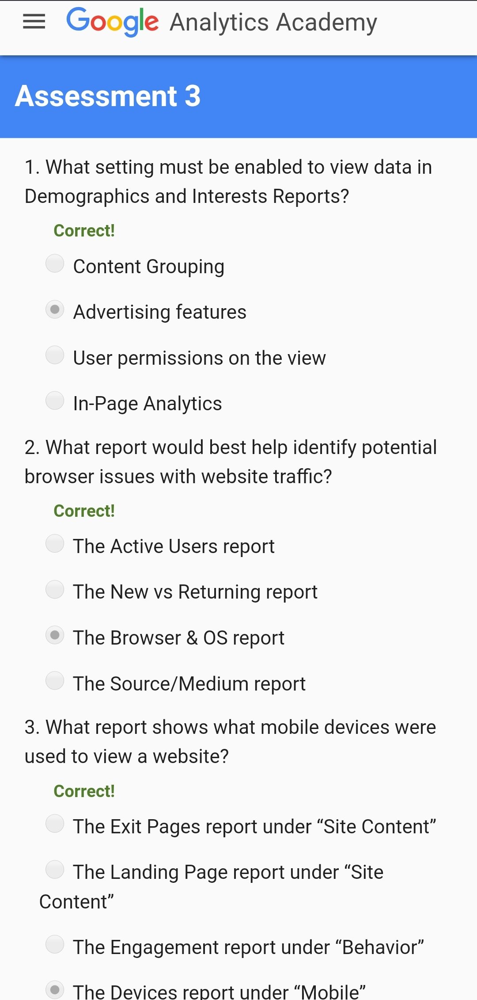 Google Analytics Academy
Assessment 3
1. What setting must be enabled to view data in
Demographics and Interests Reports?
Correct!
Content Grouping
Advertising features
User permissions on the view
In-Page Analytics
2. What report would best help identify potential
browser issues with website traffic?
Correct!
The Active Users report
The New vs Returning report
The Browser & OS report
The Source/Medium report
3. What report shows what mobile devices were
used to view a website?
Correct!
The Exit Pages report under “Site Content”
The Landing Page report under “Site
Content”
The Engagement report under “Behavior”
The Devices report under “Mobile”